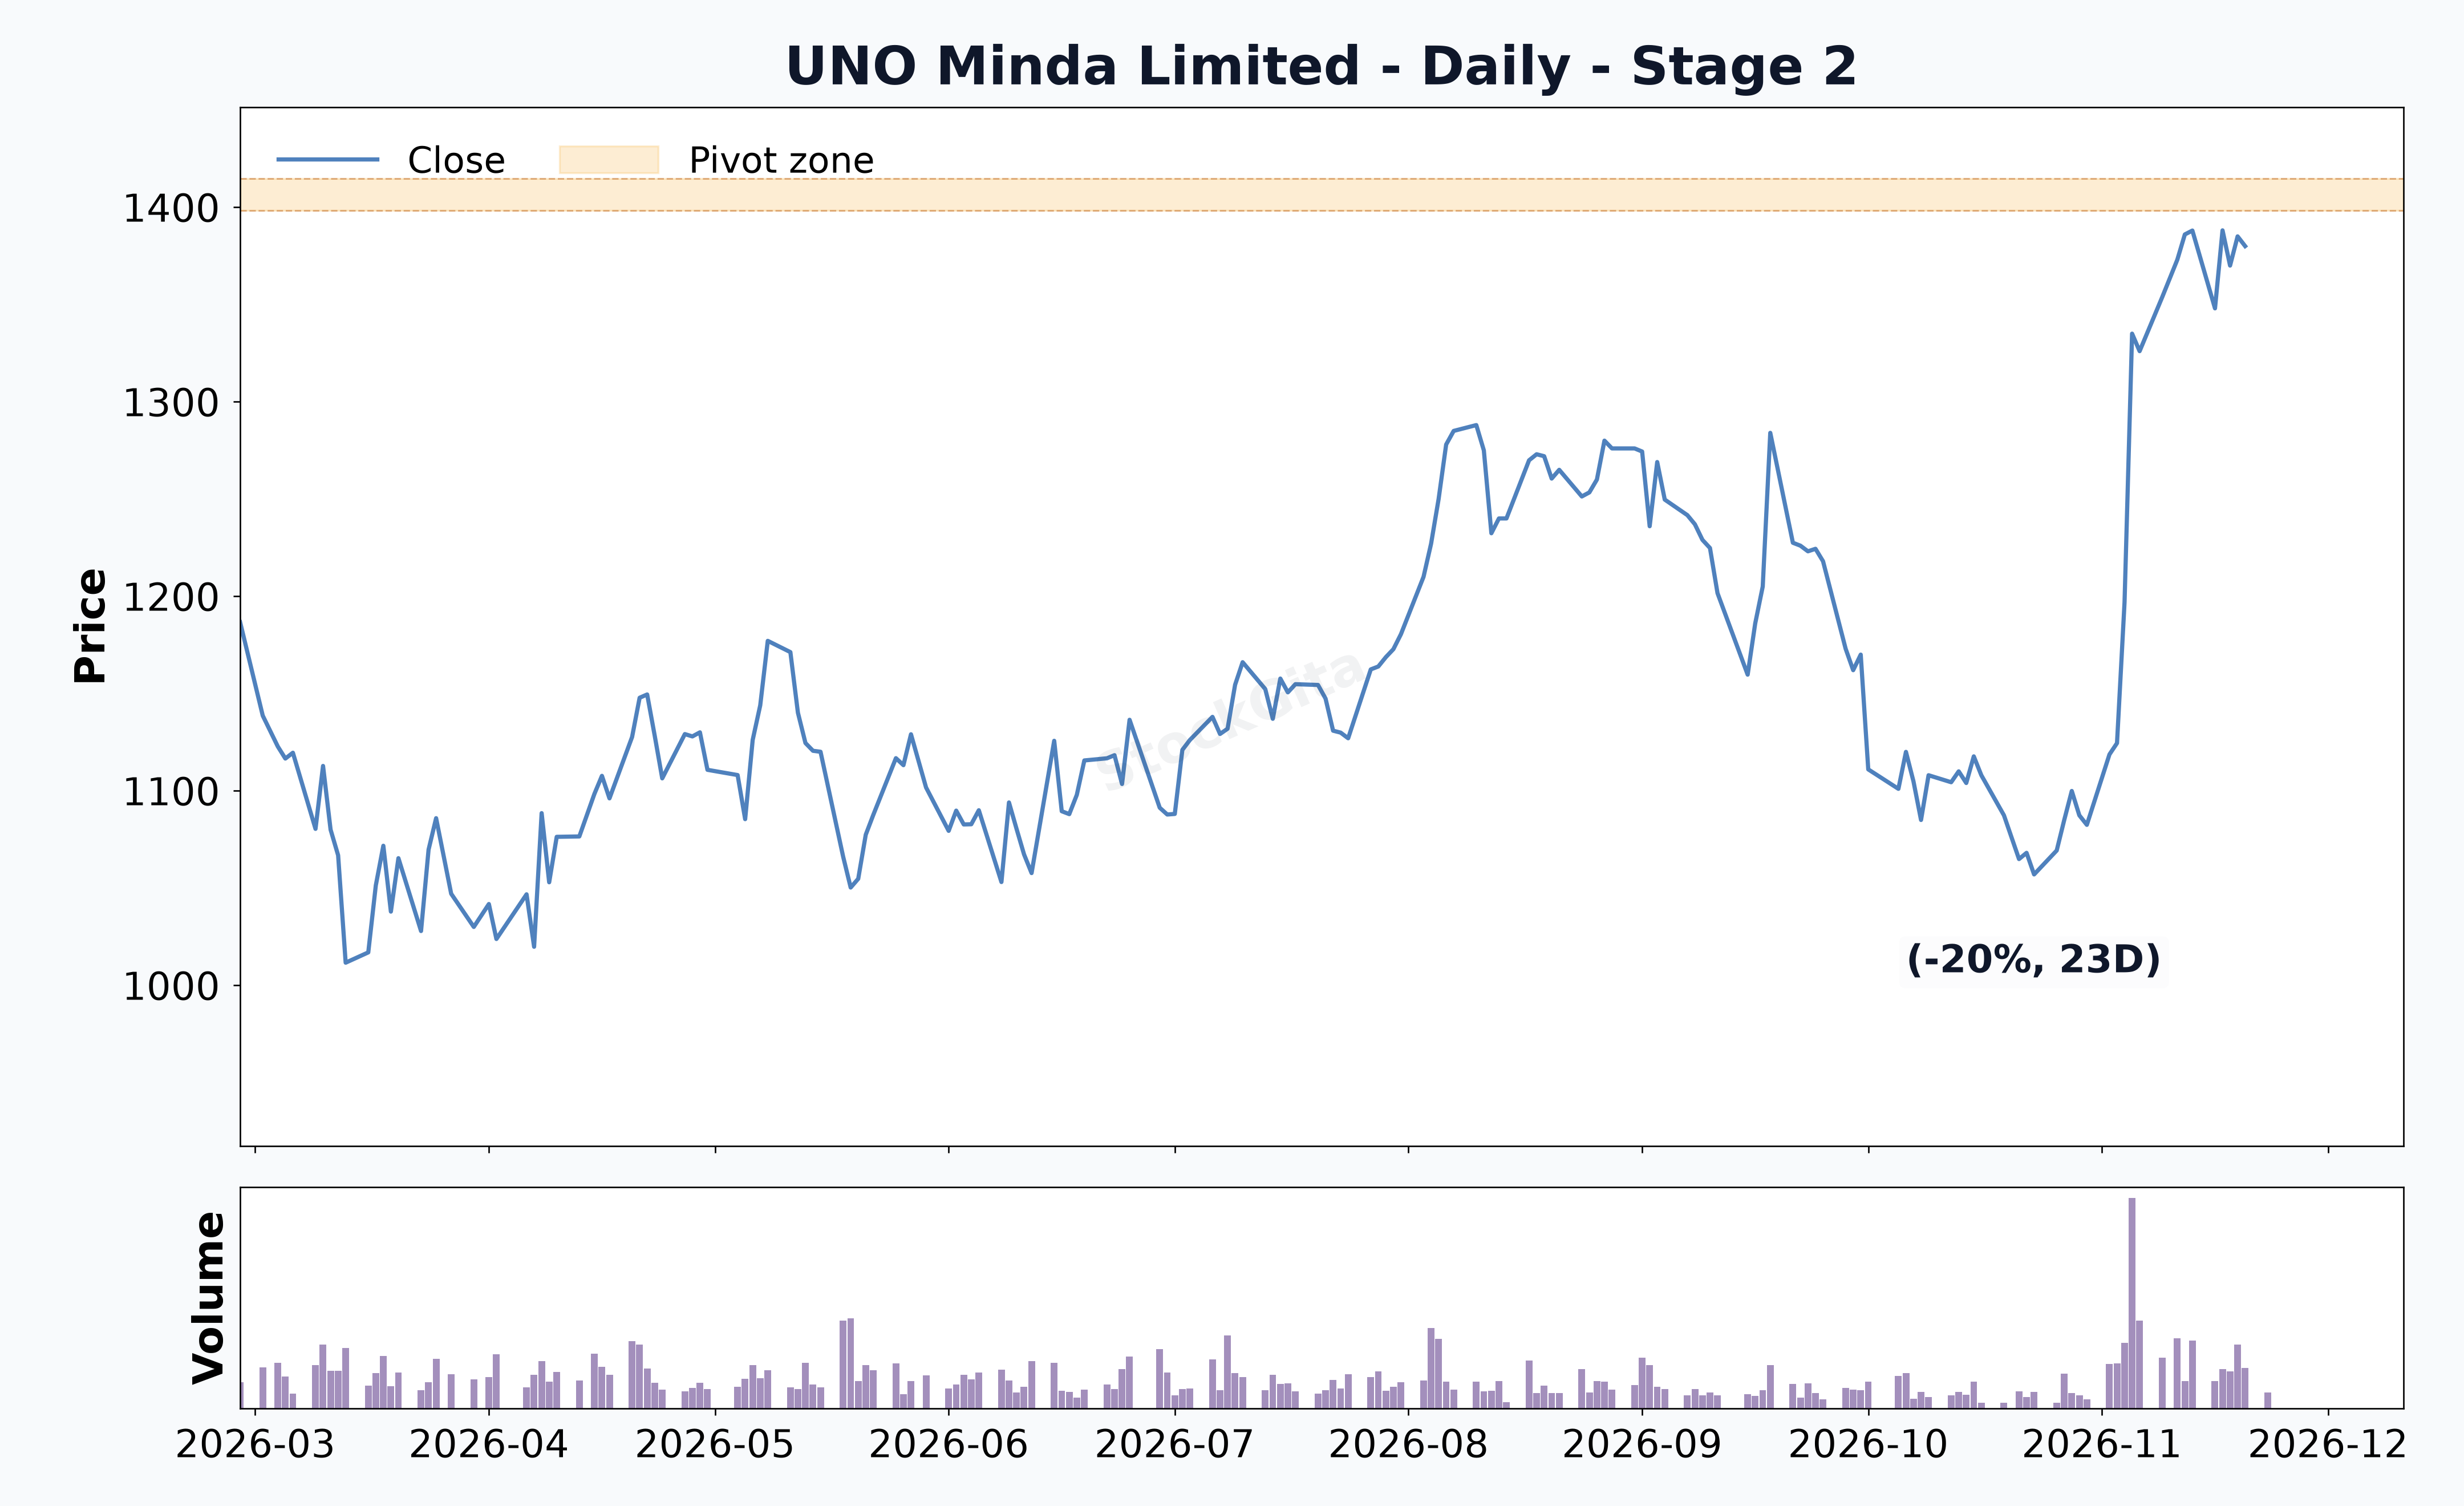 UNO Minda Limited - Daily - Stage 2
Close
Pivot zone
Price
1400
1300
1200
1100
1000
StockGita
(-20%, 23D)
Volume
2026-03
2026-04
2026-05
2026-06
2026-07
2026-08
2026-09
2026-10
2026-11
2026-12